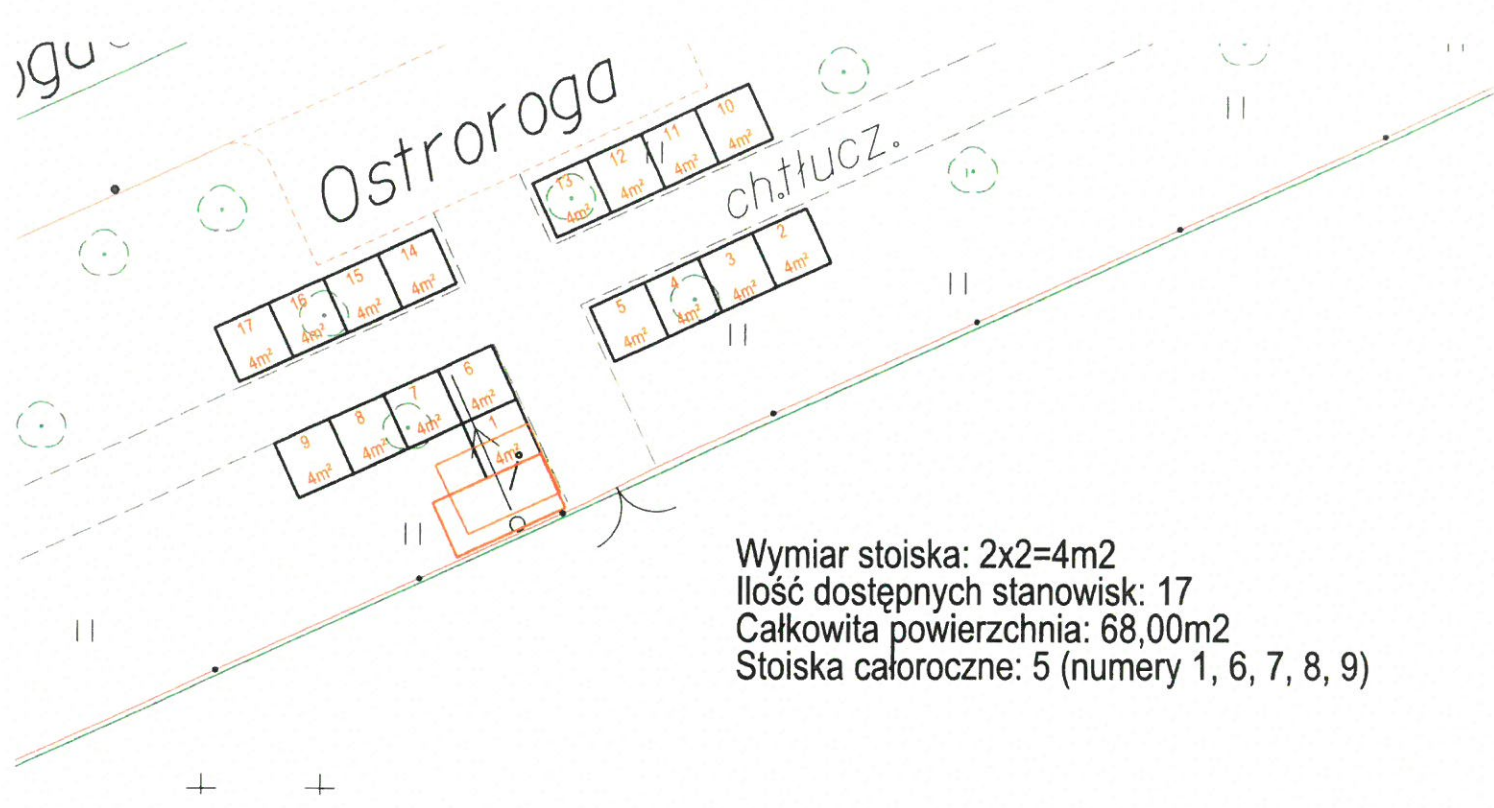 Ostroroga
10
4m²
11
4m²
12
4m²
13
4m²
ch.tłucz.
2
4m²
3
4m²
4
4m²
5
4m²
14
4m²
15
4m²
16
4m²
17
4m²
6
4m²
7
4m²
8
4m²
9
4m²
1
4m²
Wymiar stoiska: 2x2=4m2
Ilość dostępnych stanowisk: 17
Całkowita powierzchnia: 68,00m2
Stoiska całoroczne: 5 (numery 1, 6, 7, 8, 9)